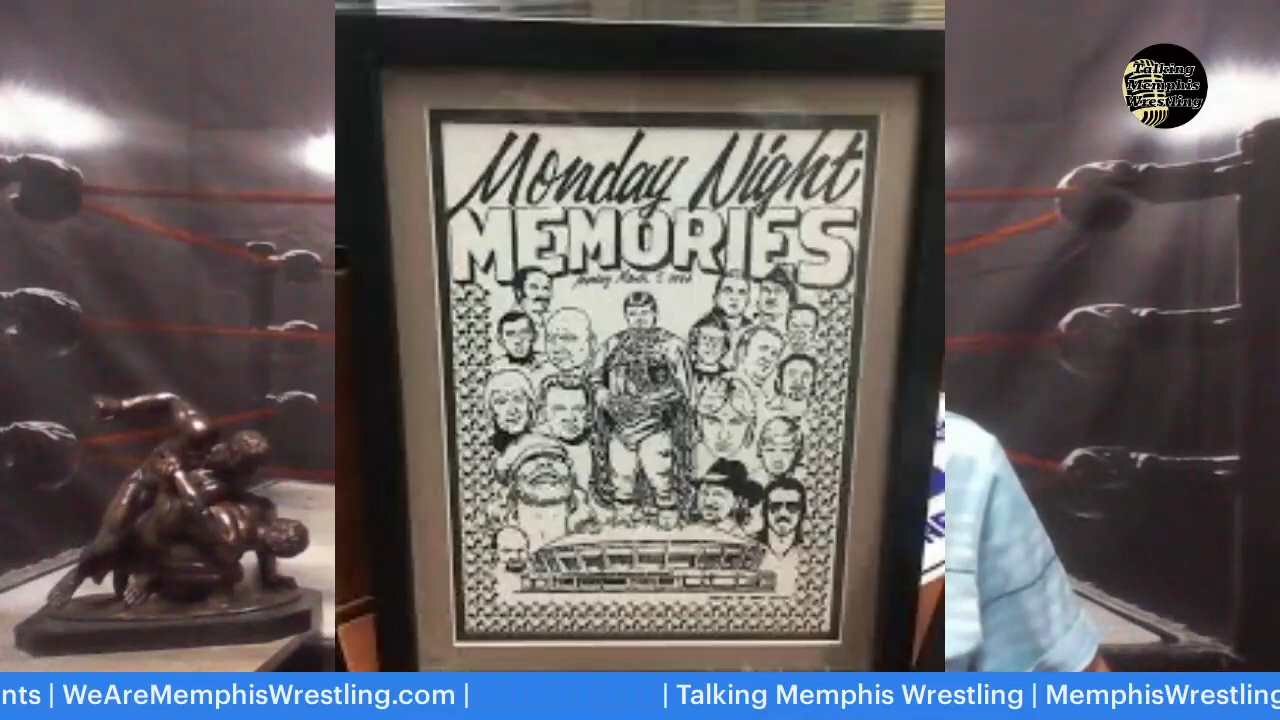 Talking
Memphis
Wrestling
Monday Night
MEMORIES
nts | WeAreMemphisWrestling.com | | Talking Memphis Wrestling | MemphisWrestling